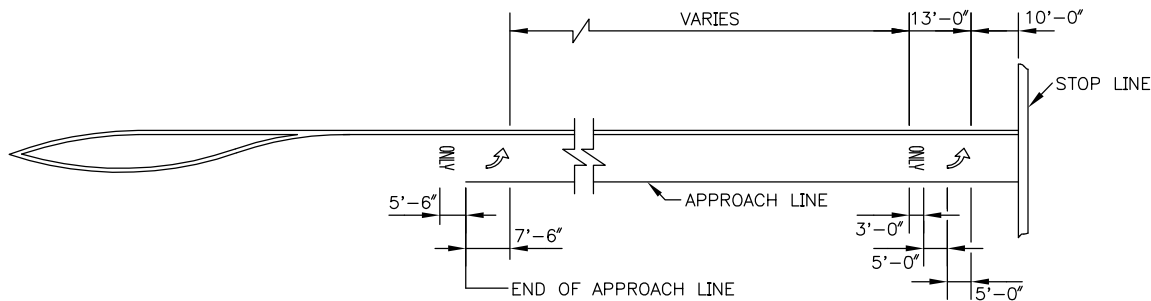 VARIES
13'-0"
10'-0"
STOP LINE
ONLY
ONLY
5'-6"
APPROACH LINE
3'-0"
7'-6"
5'-0"
END OF APPROACH LINE
5'-0"